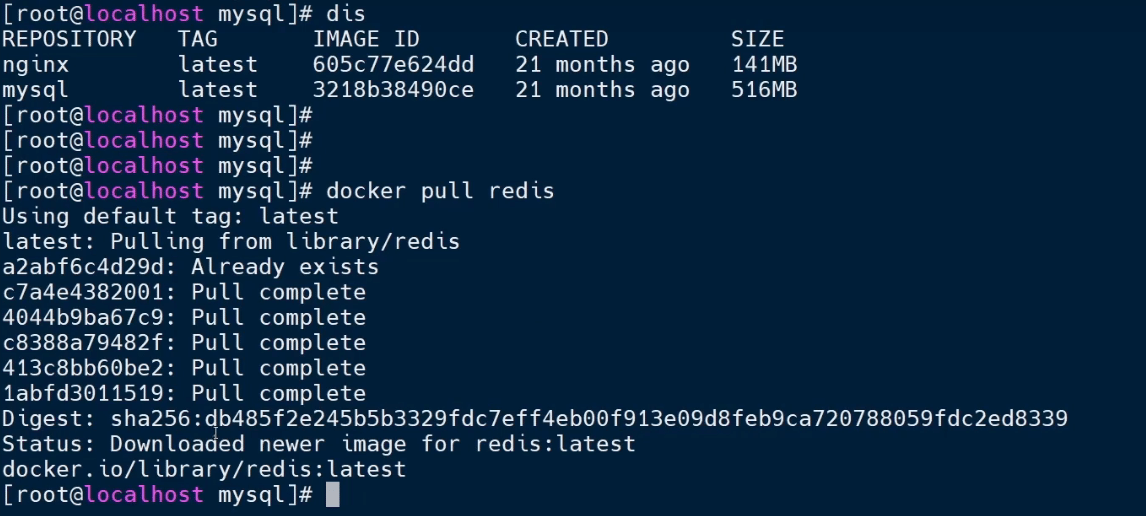 [root@localhost mysql]# dis
REPOSITORY   TAG       IMAGE ID       CREATED         SIZE
nginx        latest    605c77e624dd   21 months ago   141MB
mysql        latest    3218b38490ce   21 months ago   516MB
[root@localhost mysql]#
[root@localhost mysql]#
[root@localhost mysql]#
[root@localhost mysql]# docker pull redis
Using default tag: latest
latest: Pulling from library/redis
a2abf6c4d29d: Already exists
c7a4e4382001: Pull complete
4044b9ba67c9: Pull complete
c8388a79482f: Pull complete
413c8bb60be2: Pull complete
1abfd3011519: Pull complete
Digest: sha256:db485f2e245b5b3329fdc7eff4eb00f913e09d8feb9ca720788059fdc2ed8339
Status: Downloaded newer image for redis:latest
docker.io/library/redis:latest
[root@localhost mysql]#